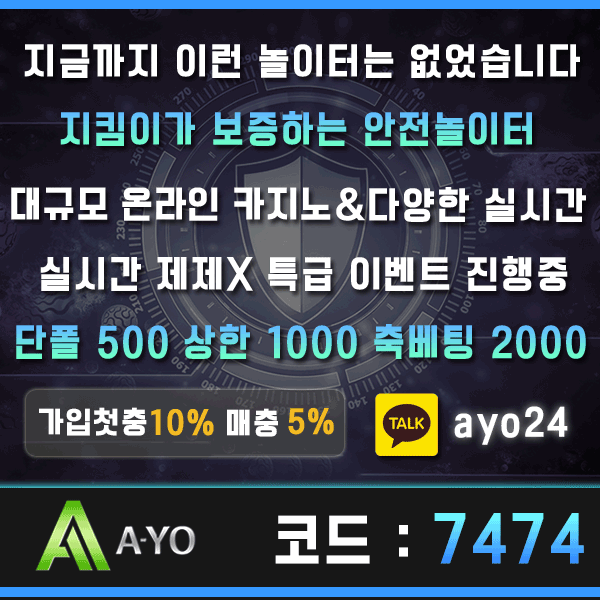 지금까지 이런 놀이터는 없었습니다
지킴이가 보증하는 안전놀이터
대규모 온라인 카지노&다양한 실시간
실시간 제제X 특급 이벤트 진행중
단폴 500 상한 1000 축베팅 2000
가입첫충10% 매충 5% TALK ayo24
A-YO 코드 : 7474